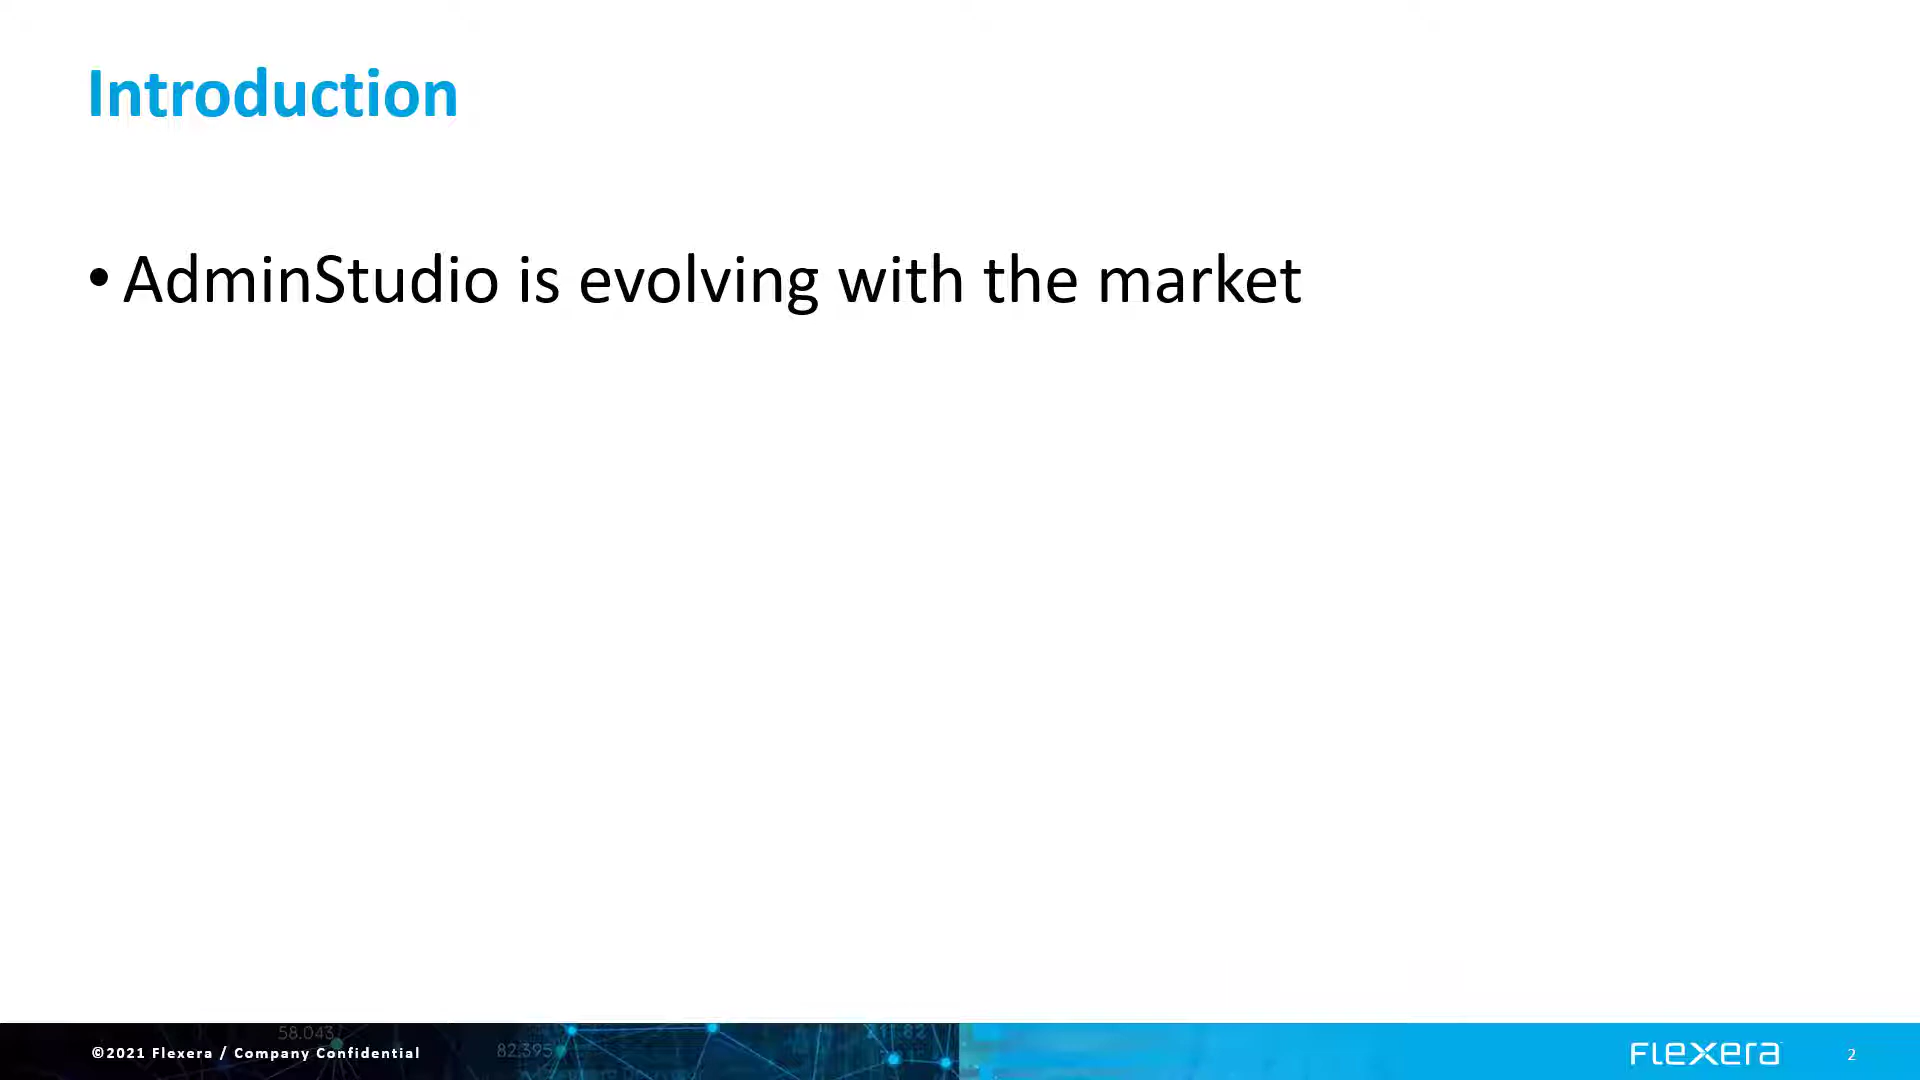 Introduction
• AdminStudio is evolving with the market
58.043
82.395
©2021 Flexera / Company Confidential
FLEXERA
2